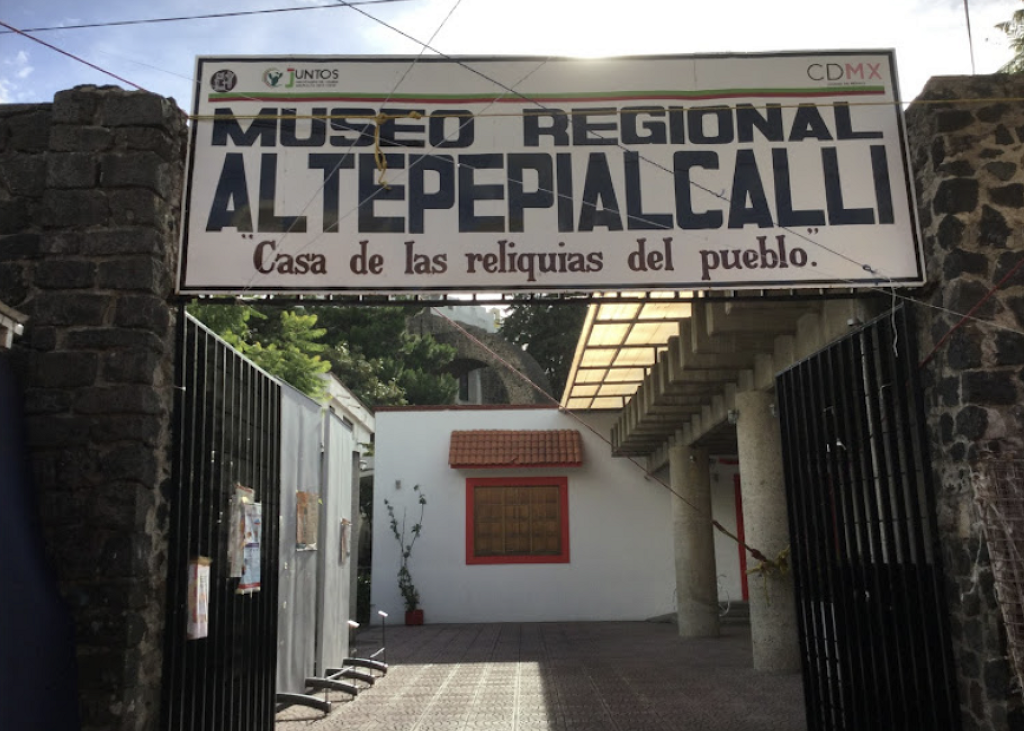 JUNTOS
CDMX
MUSEO REGIONAL
ALTEPEPIALCALLI
"Casa de las reliquias del pueblo."